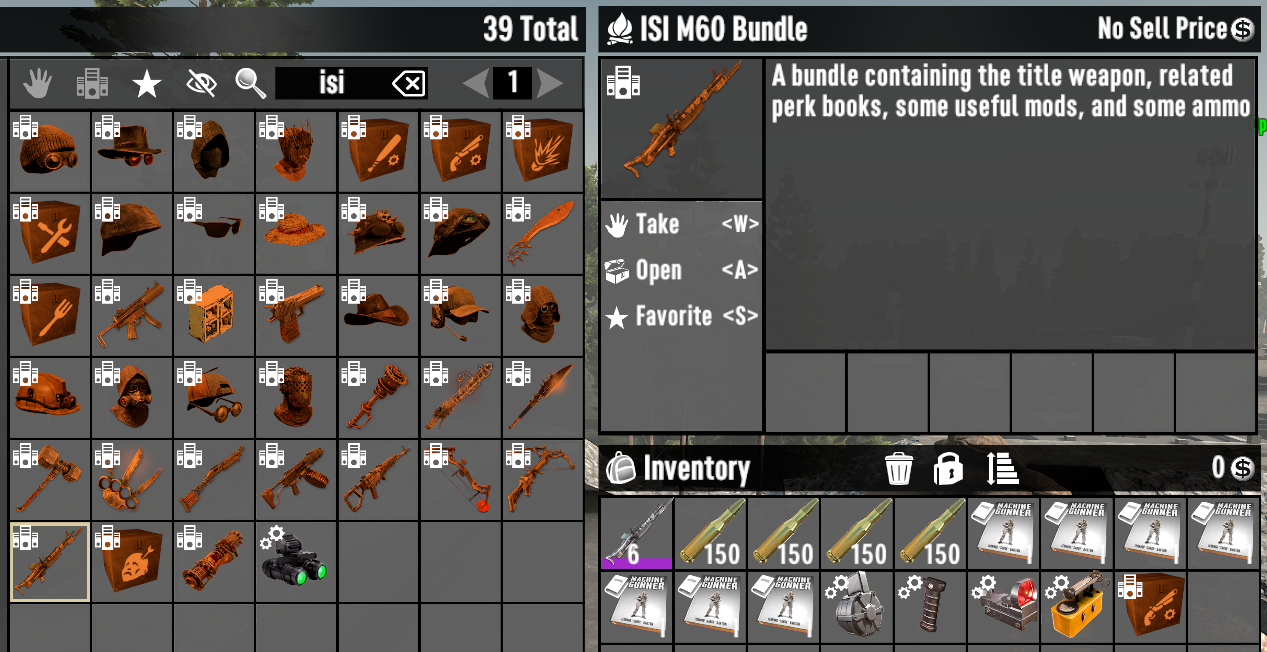 39 Total
isi
1
ISI M60 Bundle
No Sell Price
A bundle containing the title weapon, related
perk books, some useful mods, and some ammo
Take <W>
Open <A>
Favorite <S>
Inventory
0
6
150
150
150
150
MACHINE GUNNER
MACHINE GUNNER
MACHINE GUNNER
MACHINE GUNNER
MACHINE GUNNER
MACHINE GUNNER
MACHINE GUNNER